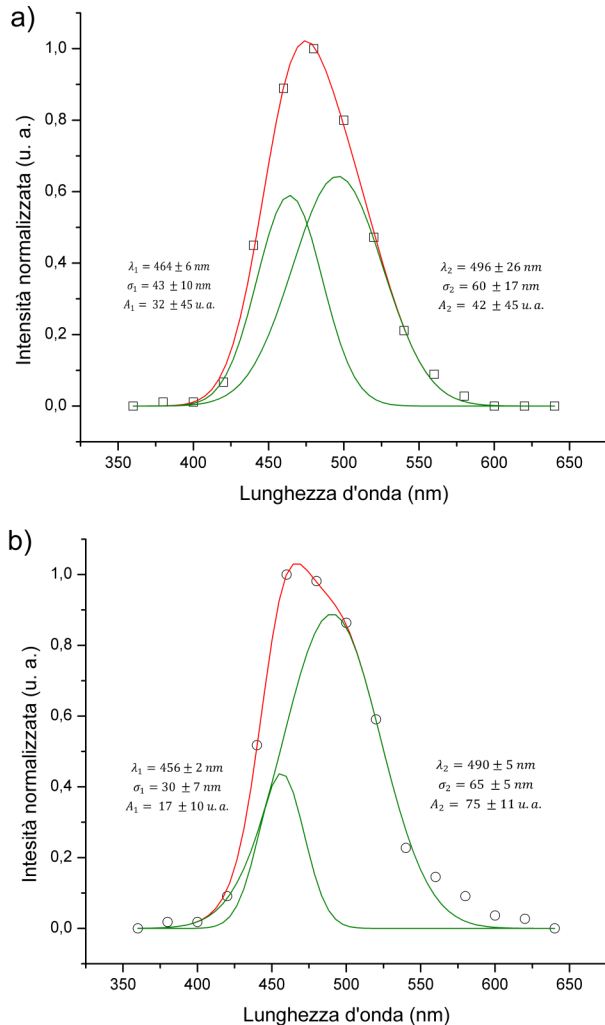 a)
1,0
0,8
0,6
0,4
0,2
0,0
Intensità normalizzata (u. a.)
λ₁ = 464 ± 6 nm
σ₁ = 43 ± 10 nm
A₁ = 32 ± 45 u. a.
λ₂ = 496 ± 26 nm
σ₂ = 60 ± 17 nm
A₂ = 42 ± 45 u. a.
350 400 450 500 550 600 650
Lunghezza d'onda (nm)
b)
1,0
0,8
0,6
0,4
0,2
0,0
Intesità normalizzata (u. a.)
λ₁ = 456 ± 2 nm
σ₁ = 30 ± 7 nm
A₁ = 17 ± 10 u. a.
λ₂ = 490 ± 5 nm
σ₂ = 65 ± 5 nm
A₂ = 75 ± 11 u. a.
350 400 450 500 550 600 650
Lunghezza d'onda (nm)